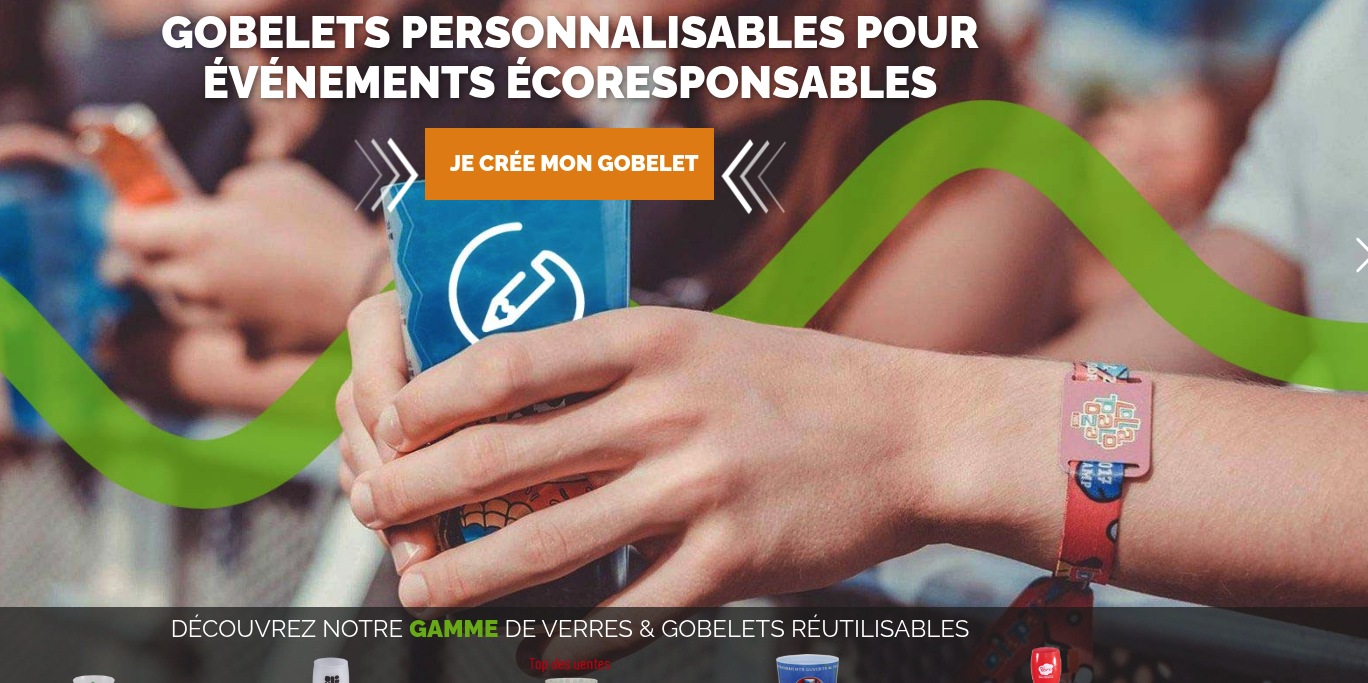 GOBELETS PERSONNALISABLES POUR
ÉVÉNEMENTS ÉCORESPONSABLES
JE CRÉE MON GOBELET
2017
DÉCOUVREZ NOTRE GAMME DE VERRES & GOBELETS RÉUTILISABLES
Top des ventes